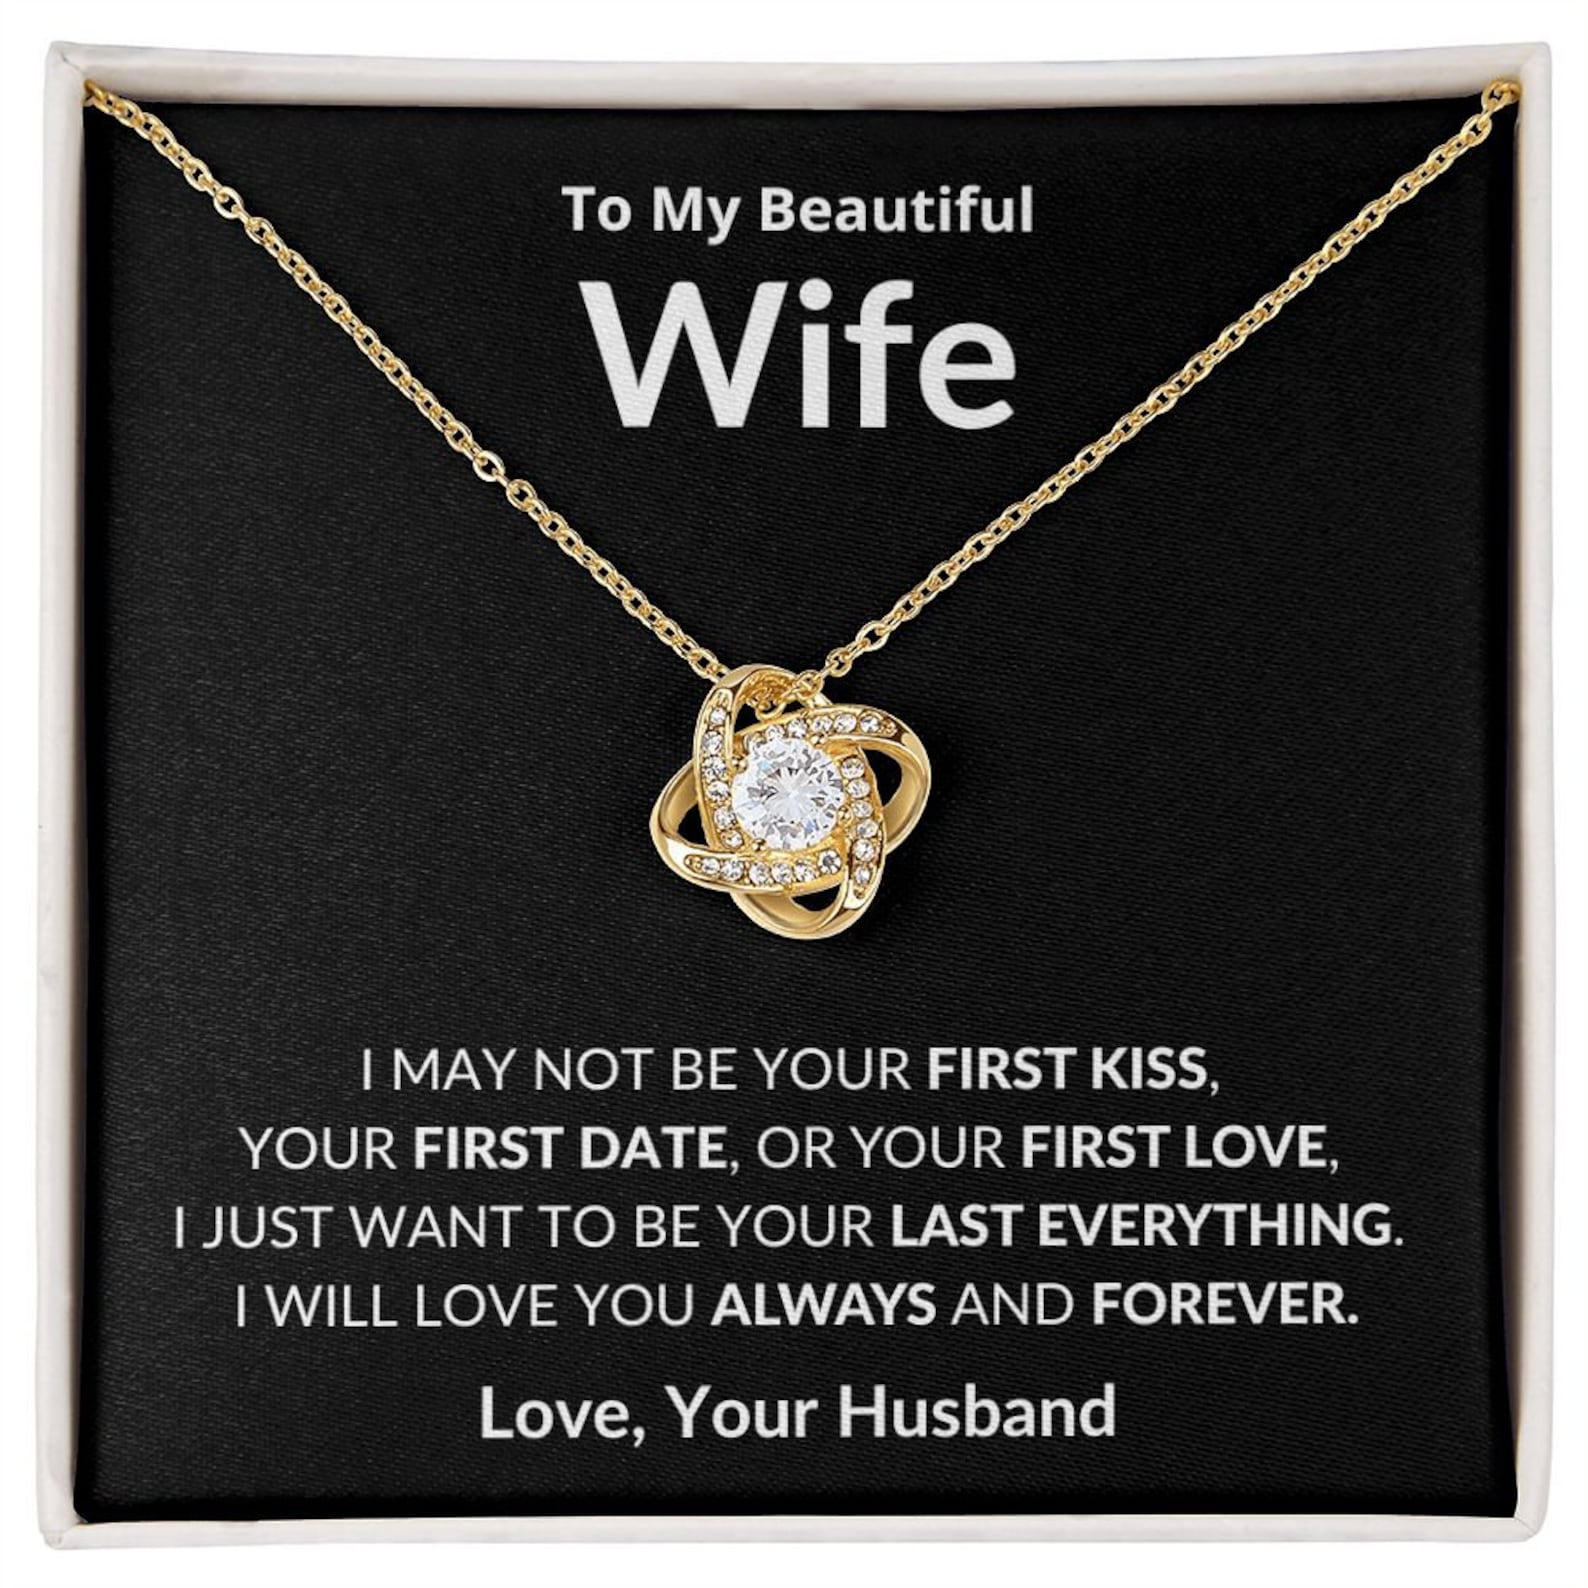 To My Beautiful
Wife
I MAY NOT BE YOUR FIRST KISS,
YOUR FIRST DATE, OR YOUR FIRST LOVE,
I JUST WANT TO BE YOUR LAST EVERYTHING.
I WILL LOVE YOU ALWAYS AND FOREVER.
Love, Your Husband